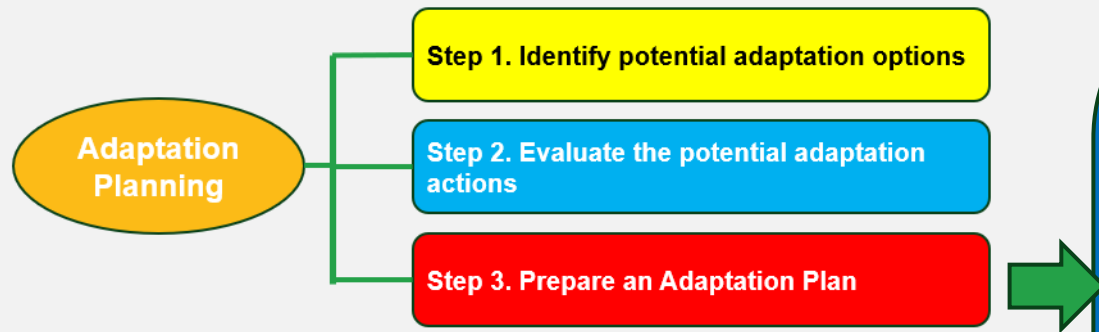 Adaptation
Planning
Step 1. Identify potential adaptation options
Step 2. Evaluate the potential adaptation
actions
Step 3. Prepare an Adaptation Plan